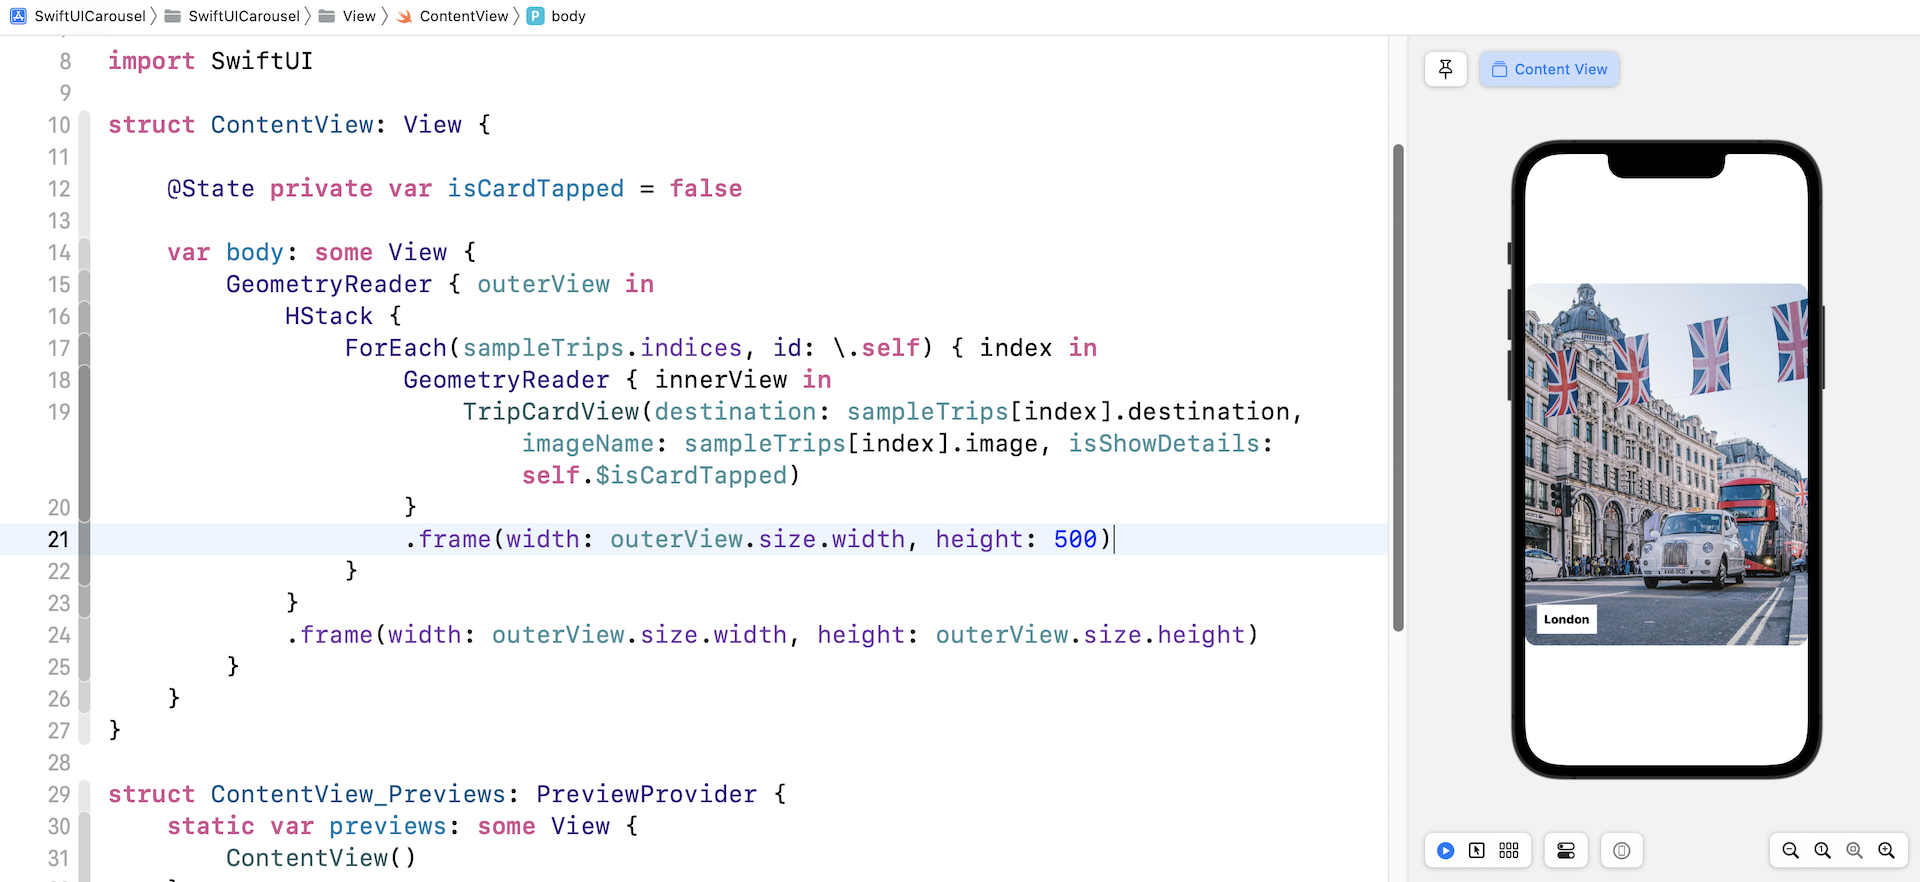 SwiftUICarousel SwiftUICarousel View ContentView P body
8 import SwiftUI
9
10 struct ContentView: View {
11
12 @State private var isCardTapped = false
13
14 var body: some View {
15 GeometryReader { outerView in
16 HStack {
17 ForEach(sampleTrips.indices, id: \.self) { index in
18 GeometryReader { innerView in
19 TripCardView(destination: sampleTrips[index].destination,
imageName: sampleTrips[index].image, isShowDetails:
self.$isCardTapped)
20 }
21 .frame(width: outerView.size.width, height: 500)
22 }
23 }
24 .frame(width: outerView.size.width, height: outerView.size.height)
25 }
26 }
27 }
28
29 struct ContentView_Previews: PreviewProvider {
30 static var previews: some View {
31 ContentView()
Content View
London